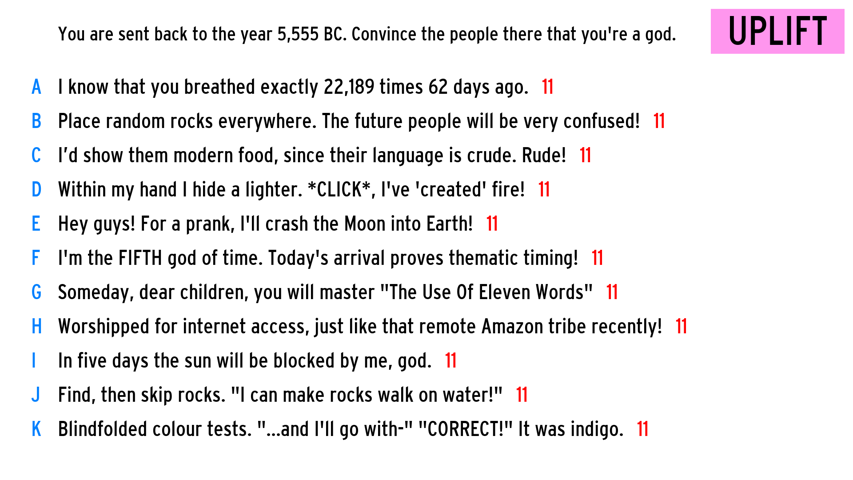 You are sent back to the year 5,555 BC. Convince the people there that you're a god.
UPLIFT
A I know that you breathed exactly 22,189 times 62 days ago. 11
B Place random rocks everywhere. The future people will be very confused! 11
C I'd show them modern food, since their language is crude. Rude! 11
D Within my hand I hide a lighter. *CLICK*, I've 'created' fire! 11
E Hey guys! For a prank, I'll crash the Moon into Earth! 11
F I'm the FIFTH god of time. Today's arrival proves thematic timing! 11
G Someday, dear children, you will master "The Use Of Eleven Words" 11
H Worshipped for internet access, just like that remote Amazon tribe recently! 11
I In five days the sun will be blocked by me, god. 11
J Find, then skip rocks. "I can make rocks walk on water!" 11
K Blindfolded colour tests. "...and I'll go with-" "CORRECT!" It was indigo. 11